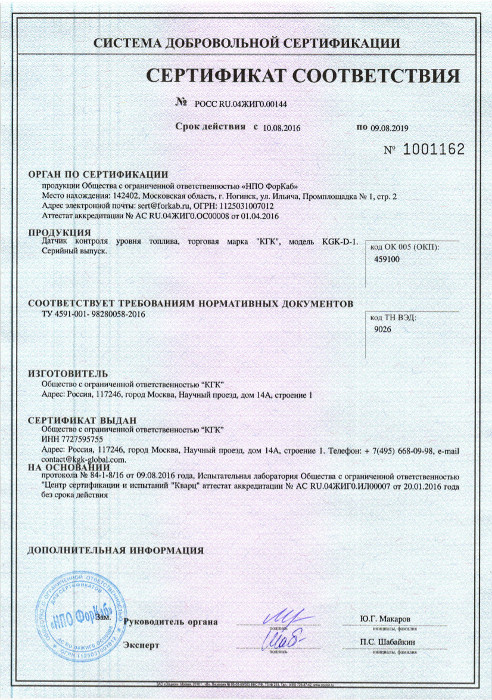 СИСТЕМА ДОБРОВОЛЬНОЙ СЕРТИФИКАЦИИ
СЕРТИФИКАТ СООТВЕТСТВИЯ
№ РОСС RU.04ЖИГ0.00144
Срок действия с 10.08.2016 по 09.08.2019
№ 1001162
ОРГАН ПО СЕРТИФИКАЦИИ
продукции Общества с ограниченной ответственностью «НПО ФорКаб»
Место нахождения: 142402, Московская область, г. Ногинск, ул. Ильича, Промплощадка № 1, стр. 2
Адрес электронной почты: sert@forkab.ru, ОГРН: 1125031007012
Аттестат аккредитации № АС RU.04ЖИГ0.ОС00008 от 01.04.2016
ПРОДУКЦИЯ
Датчик контроля уровня топлива, торговая марка "КГК", модель KGK-D-1.
Серийный выпуск.
код ОК 005 (ОКП):
459100
СООТВЕТСТВУЕТ ТРЕБОВАНИЯМ НОРМАТИВНЫХ ДОКУМЕНТОВ
ТУ 4591-001- 98280058-2016
код ТН ВЭД:
9026
ИЗГОТОВИТЕЛЬ
Общество с ограниченной ответственностью "КГК"
Адрес: Россия, 117246, город Москва, Научный проезд, дом 14А, строение 1
СЕРТИФИКАТ ВЫДАН
Общество с ограниченной ответственностью "КГК"
ИНН 7727595755
Адрес: Россия, 117246, город Москва, Научный проезд, дом 14А, строение 1. Телефон: + 7(495) 668-09-98, e-mail
contact@kgk-global.com.
НА ОСНОВАНИИ
протокола № 84-1-8/16 от 09.08.2016 года, Испытательная лаборатория Общества с ограниченной ответственностью
"Центр сертификации и испытаний "Кварц" аттестат аккредитации № АС RU.04ЖИГ0.ИЛ00007 от 20.01.2016 года
без срока действия
ДОПОЛНИТЕЛЬНАЯ ИНФОРМАЦИЯ
«НПО ФорКаб»
Зам. Руководитель органа
подпись
Ю.Г. Макаров
инициалы, фамилия
Эксперт
подпись
П.С. Шабайкин
инициалы, фамилия